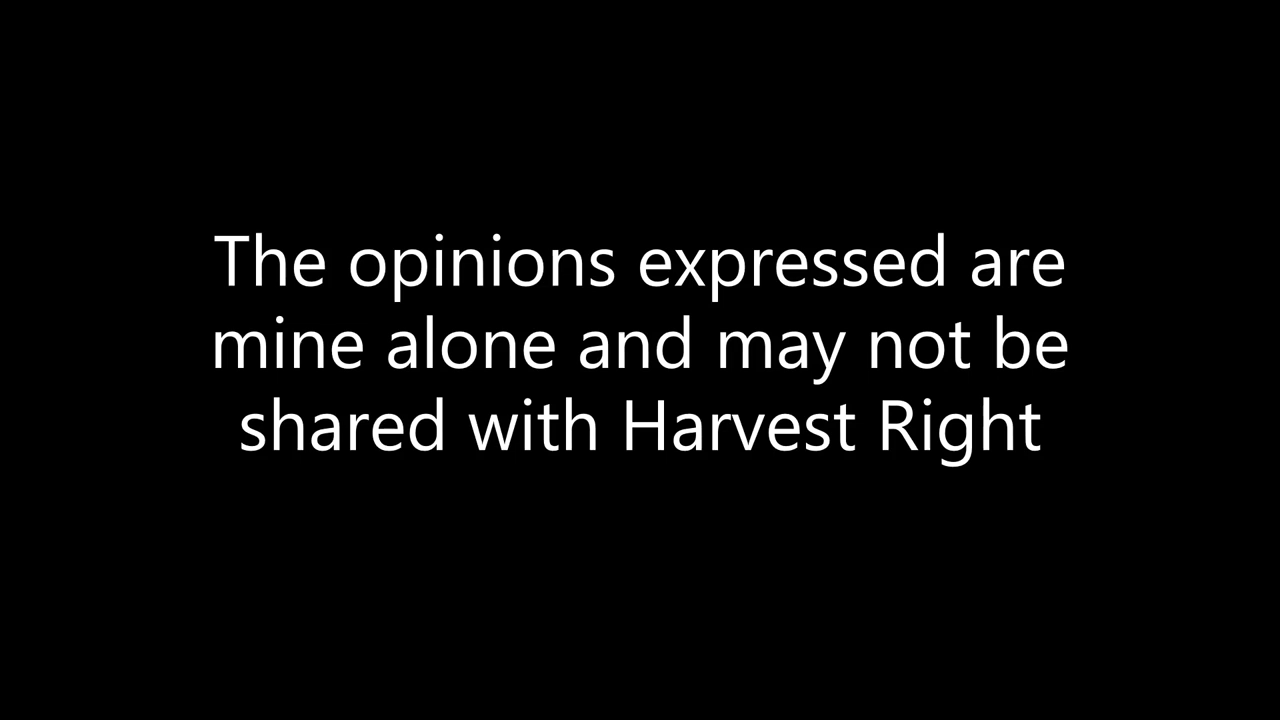 The opinions expressed are
mine alone and may not be
shared with Harvest Right